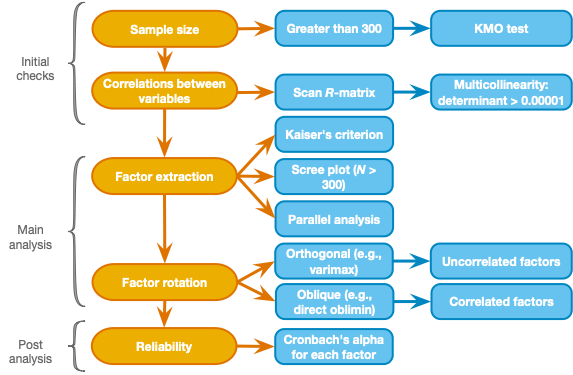 Initial
checks
Sample size
Greater than 300
KMO test
Correlations between
variables
Scan R-matrix
Multicollinearity:
determinant > 0.00001
Main
analysis
Factor extraction
Kaiser's criterion
Scree plot (N >
300)
Parallel analysis
Factor rotation
Orthogonal (e.g.,
varimax)
Uncorrelated factors
Oblique (e.g.,
direct oblimin)
Correlated factors
Post
analysis
Reliability
Cronbach's alpha
for each factor